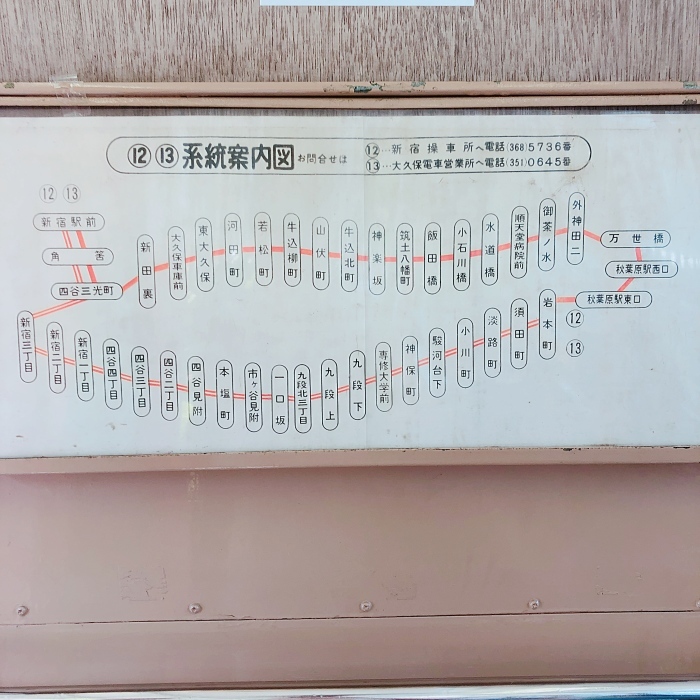 ⑫ ⑬ 系統案内図 お問合せは
⑫…新宿操車所へ電話(368)5736番
⑬…大久保電車営業所へ電話(351)0645番
⑫ ⑬
新宿駅前
角筈
四谷三光町
新田裏
大久保車庫前
東大久保
河田町
若松町
牛込柳町
山伏町
牛込北町
神楽坂
筑土八幡町
飯田橋
小石川橋
水道橋
順天堂病院前
御茶ノ水
外神田二
万世橋
秋葉原駅西口
秋葉原駅東口
⑫
⑬
新宿三丁目
新宿二丁目
新宿一丁目
四谷四丁目
四谷三丁目
四谷二丁目
四谷見附
本塩町
市ヶ谷見附
一口坂
九段北三丁目
九段上
九段下
専修大学前
神保町
駿河台下
小川町
淡路町
須田町
岩本町